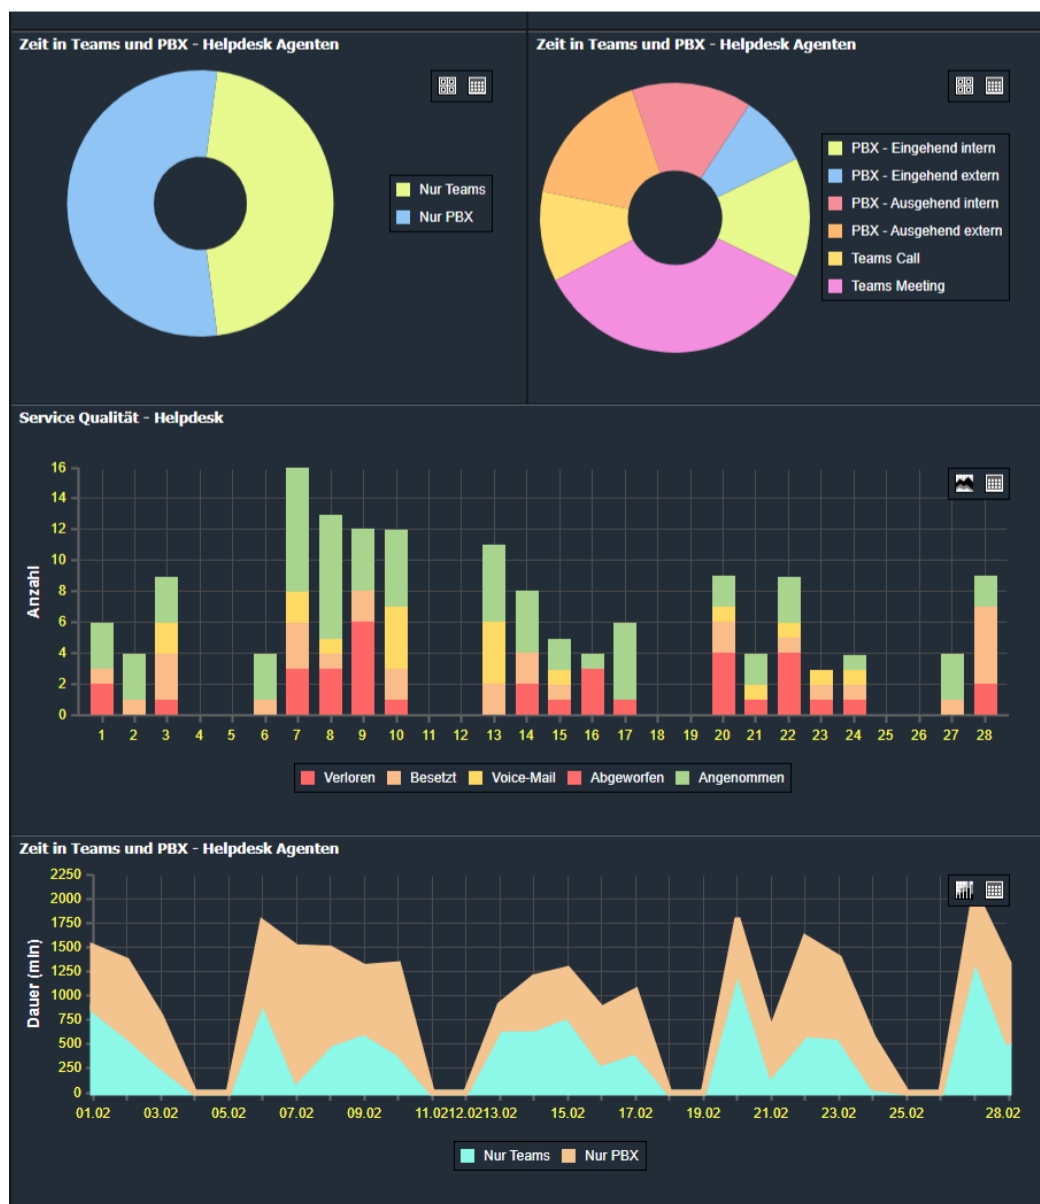 Zeit in Teams und PBX - Helpdesk Agenten
Nur Teams
Nur PBX
Zeit in Teams und PBX - Helpdesk Agenten
PBX - Eingehend intern
PBX - Eingehend extern
PBX - Ausgehend intern
PBX - Ausgehend extern
Teams Call
Teams Meeting
Service Qualität - Helpdesk
Anzahl
16
14
12
10
8
6
4
2
0
1 2 3 4 5 6 7 8 9 10 11 12 13 14 15 16 17 18 19 20 21 22 23 24 25 26 27 28
Verloren Besetzt Voice-Mail Abgeworfen Angenommen
Zeit in Teams und PBX - Helpdesk Agenten
Dauer (min)
2250
2000
1750
1500
1250
1000
750
500
250
0
01.02 03.02 05.02 07.02 09.02 11.02 12.02 13.02 15.02 17.02 19.02 21.02 23.02 25.02 28.02
Nur Teams Nur PBX